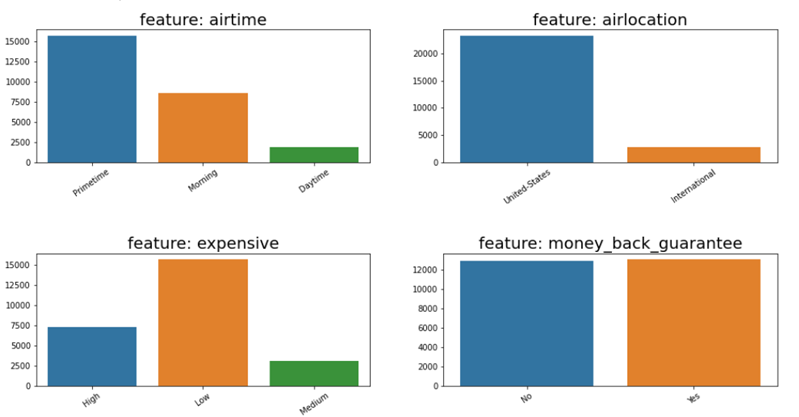 feature: airtime
15000
12500
10000
7500
5000
2500
0
Primetime
Morning
Daytime
feature: airlocation
20000
15000
10000
5000
0
United-States
International
feature: expensive
15000
12500
10000
7500
5000
2500
0
High
Low
Medium
feature: money_back_guarantee
12000
10000
8000
6000
4000
2000
0
No
Yes